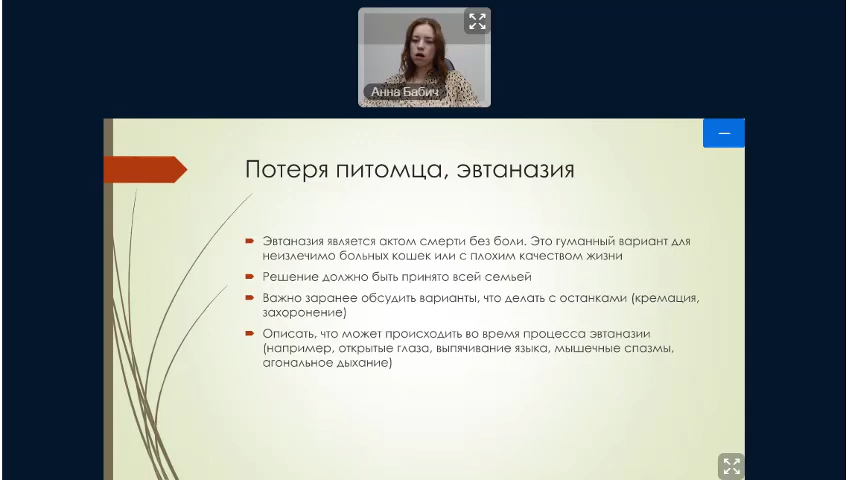 Анна Бабич
Потеря питомца, эвтаназия
Эвтаназия является актом смерти без боли. Это гуманный вариант для
неизлечимо больных кошек или с плохим качеством жизни
Решение должно быть принято всей семьей
Важно заранее обсудить варианты, что делать с останками (кремация,
захоронение)
Описать, что может происходить во время процесса эвтаназии
(например, открытые глаза, выпячивание языка, мышечные спазмы,
агональное дыхание)